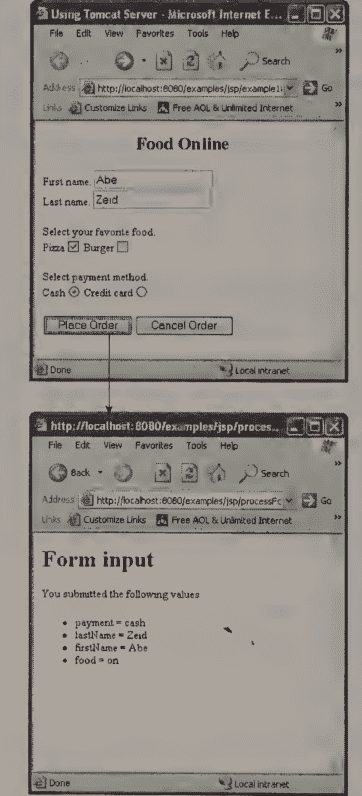 Using Tomcat Server - Microsoft Internet E...
File Edit View Favorites Tools Help
Search
Address http://localhost:8080/examples/jsp/example1 Go
Links Customize Links Free AOL & Unlimited Internet
Food Online
First name. Abe
Last name. Zeid
Select your favorite food.
Pizza Burger
Select payment method.
Cash Credit card
Place Order Cancel Order
Done Local intranet
http://localhost:8080/examples/jsp/proces..
File Edit View Favorites Tools Help
Back Search
Address http://localhost:8080/examples/jsp/processFc Go
Links Customize Links Free AOL & Unlimited Internet
Form input
You submitted the following values
• payment = cash
• lastName = Zeid
• firstName = Abe
• food = on
Done Local intranet